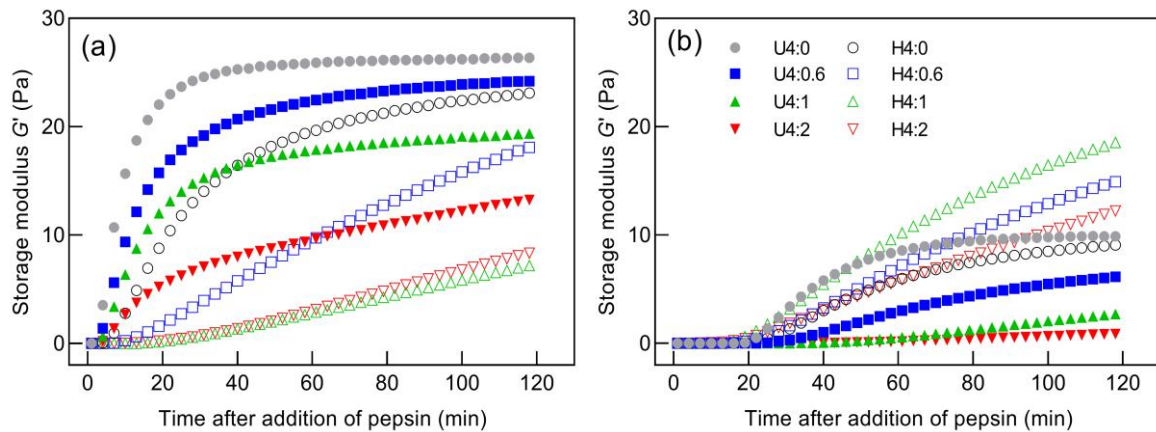 30
20
10
0
Storage modulus G' (Pa)
(a)
0 20 40 60 80 100 120
Time after addition of pepsin (min)
30
20
10
0
Storage modulus G' (Pa)
(b)
U4:0 H4:0
U4:0.6 H4:0.6
U4:1 H4:1
U4:2 H4:2
0 20 40 60 80 100 120
Time after addition of pepsin (min)